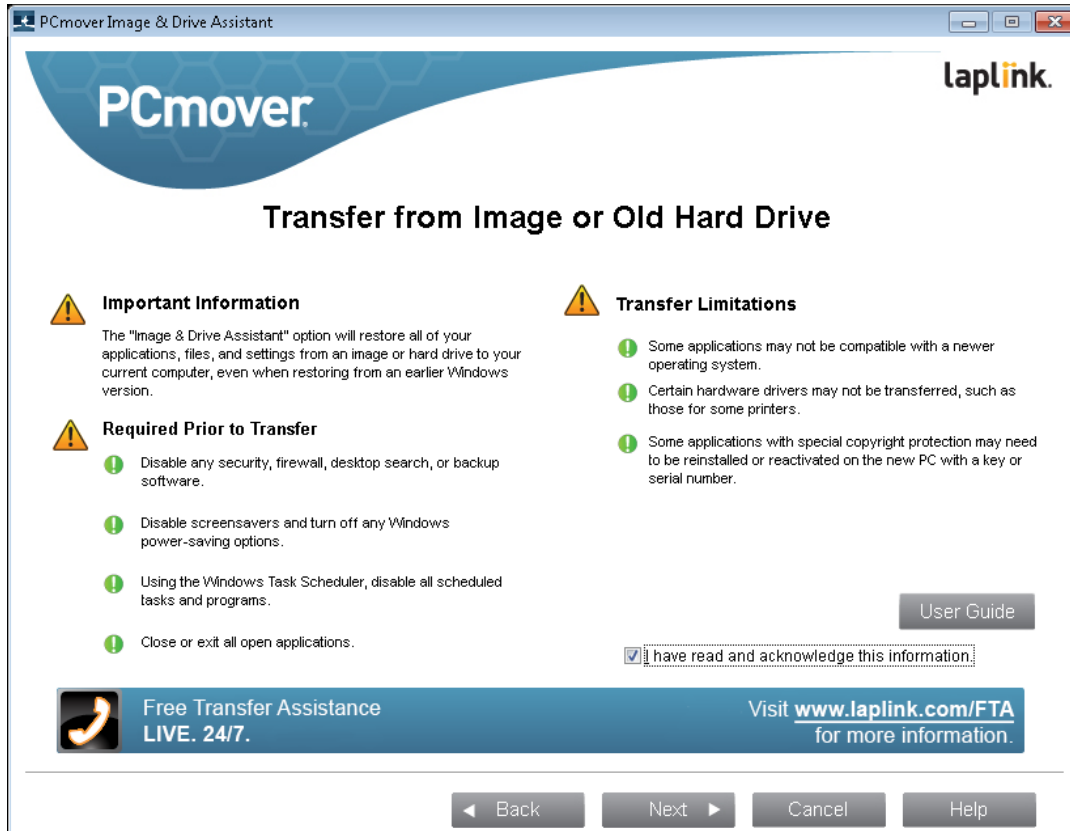 PCmover Image & Drive Assistant
PCmover
laplink.
Transfer from Image or Old Hard Drive
Important Information
The "Image & Drive Assistant" option will restore all of your
applications, files, and settings from an image or hard drive to your
current computer, even when restoring from an earlier Windows
version.
Required Prior to Transfer
Disable any security, firewall, desktop search, or backup
software.
Disable screensavers and turn off any Windows
power-saving options.
Using the Windows Task Scheduler, disable all scheduled
tasks and programs.
Close or exit all open applications.
Transfer Limitations
Some applications may not be compatible with a newer
operating system.
Certain hardware drivers may not be transferred, such as
those for some printers.
Some applications with special copyright protection may need
to be reinstalled or reactivated on the new PC with a key or
serial number.
User Guide
I have read and acknowledge this information.
Free Transfer Assistance
LIVE. 24/7.
Visit www.laplink.com/FTA
for more information.
Back
Next
Cancel
Help